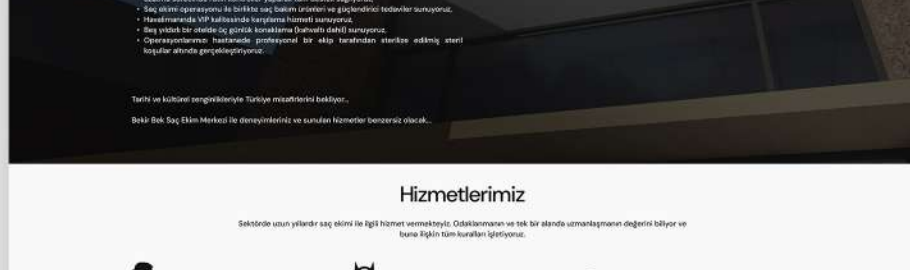 • Saç ekimi operasyonu ile birlikte saç bakım ürünleri ve güçlendirici tedaviler sunuyoruz,
• Havalimanında VIP kalitesinde karşılama hizmeti sunuyoruz,
• Beş yıldızlı bir otelde üç günlük konaklama (kahvaltı dahil) sunuyoruz,
• Operasyonlarımızı hastanede profesyonel bir ekip tarafından sterilize edilmiş steril
koşullar altında gerçekleştiriyoruz.
Tarihi ve kültürel zenginlikleriyle Türkiye misafirlerini bekliyor...
Bekir Bek Saç Ekim Merkezi ile deneyimleriniz ve sunulan hizmetler benzersiz olacak...
Hizmetlerimiz
Sektörde uzun yıllardır saç ekimi ile ilgili hizmet vermekteyiz. Odaklanmanın ve tek bir alanda uzmanlaşmanın değerini biliyor ve
buna ilişkin tüm kuralları işletiyoruz.